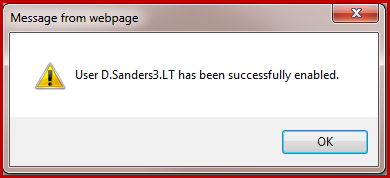 Message from webpage
User D.Sanders3.LT has been successfully enabled.
OK